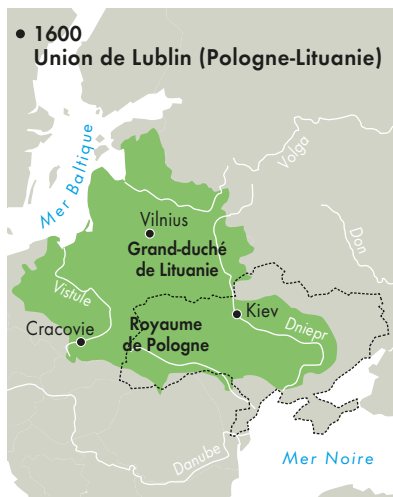 • 1600
Union de Lublin (Pologne-Lituanie)
Mer Baltique
Volga
Don
Vilnius
Grand-duché
de Lituanie
Vistule
Kiev
Dniepr
Cracovie
Royaume
de Pologne
Danube
Mer Noire